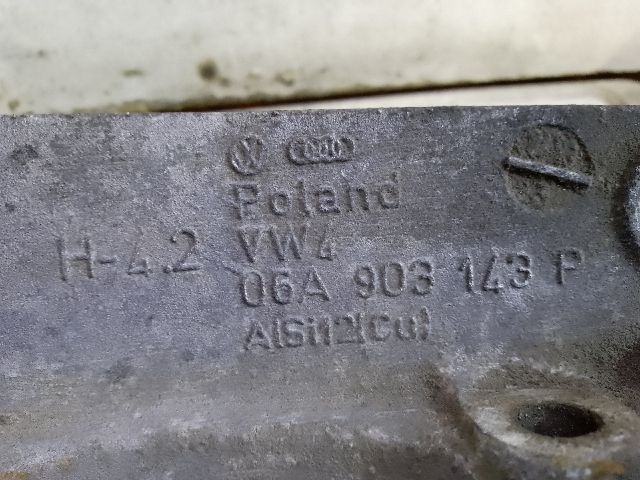 Poland
H-4.2 VW4
06A 903 143 P
AlSi12(Cu)